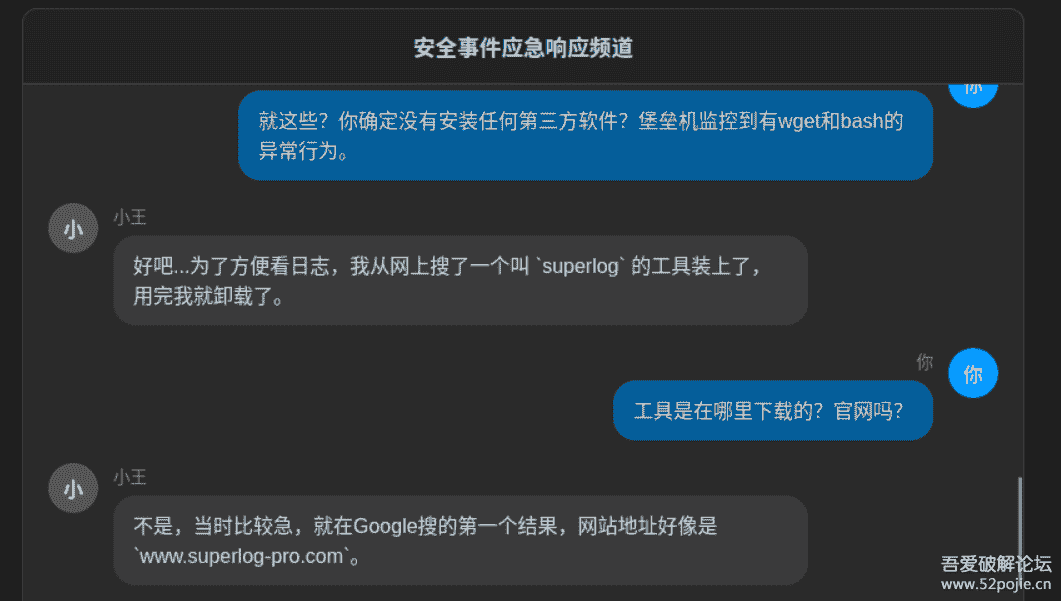 安全事件应急响应频道
你
就这些？你确定没有安装任何第三方软件？堡垒机监控到有wget和bash的
异常行为。
小王
小
好吧...为了方便看日志，我从网上搜了一个叫 `superlog` 的工具装上了，
用完我就卸载了。
你
你
工具是在哪里下载的？官网吗？
小王
小
不是，当时比较急，就在Google搜的第一个结果，网站地址好像是
`www.superlog-pro.com`。
吾爱破解论坛
www.52pojie.cn